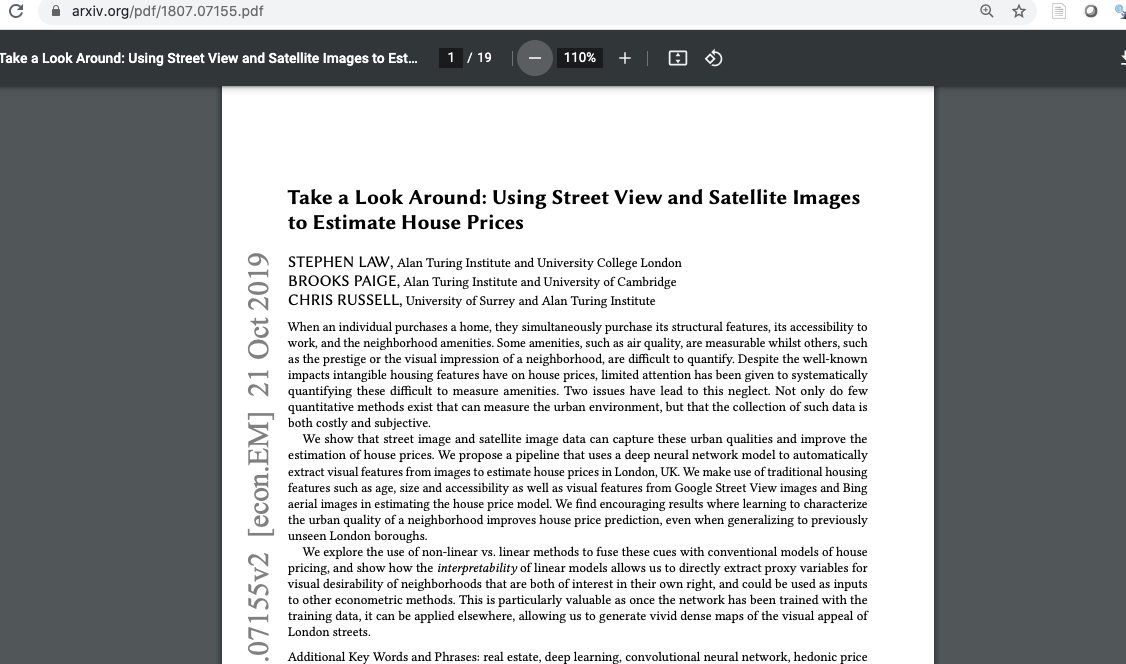 arxiv.org/pdf/1807.07155.pdf
Take a Look Around: Using Street View and Satellite Images to Est...
1 / 19
110%
Take a Look Around: Using Street View and Satellite Images
to Estimate House Prices
STEPHEN LAW, Alan Turing Institute and University College London
BROOKS PAIGE, Alan Turing Institute and University of Cambridge
CHRIS RUSSELL, University of Surrey and Alan Turing Institute
When an individual purchases a home, they simultaneously purchase its structural features, its accessibility to
work, and the neighborhood amenities. Some amenities, such as air quality, are measurable whilst others, such
as the prestige or the visual impression of a neighborhood, are difficult to quantify. Despite the well-known
impacts intangible housing features have on house prices, limited attention has been given to systematically
quantifying these difficult to measure amenities. Two issues have lead to this neglect. Not only do few
quantitative methods exist that can measure the urban environment, but that the collection of such data is
both costly and subjective.
We show that street image and satellite image data can capture these urban qualities and improve the
estimation of house prices. We propose a pipeline that uses a deep neural network model to automatically
extract visual features from images to estimate house prices in London, UK. We make use of traditional housing
features such as age, size and accessibility as well as visual features from Google Street View images and Bing
aerial images in estimating the house price model. We find encouraging results where learning to characterize
the urban quality of a neighborhood improves house price prediction, even when generalizing to previously
unseen London boroughs.
We explore the use of non-linear vs. linear methods to fuse these cues with conventional models of house
pricing, and show how the interpretability of linear models allows us to directly extract proxy variables for
visual desirability of neighborhoods that are both of interest in their own right, and could be used as inputs
to other econometric methods. This is particularly valuable as once the network has been trained with the
training data, it can be applied elsewhere, allowing us to generate vivid dense maps of the visual appeal of
London streets.
Additional Key Words and Phrases: real estate, deep learning, convolutional neural network, hedonic price
.07155v2 [econ.EM] 21 Oct 2019